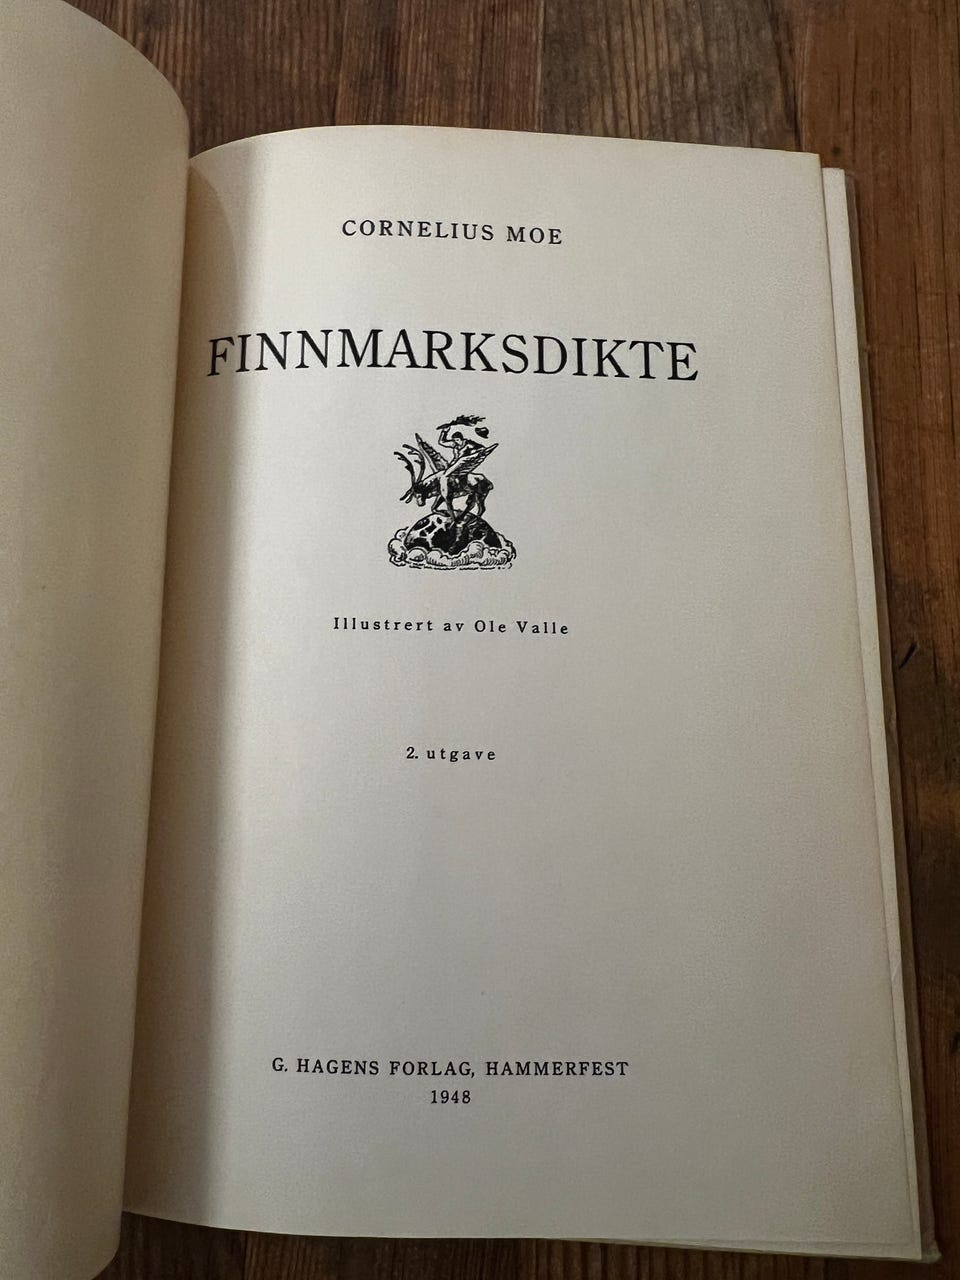 CORNELIUS MOE
FINNMARKSDIKTE
Illustrert av Ole Valle
2. utgave
G. HAGENS FORLAG, HAMMERFEST
1948